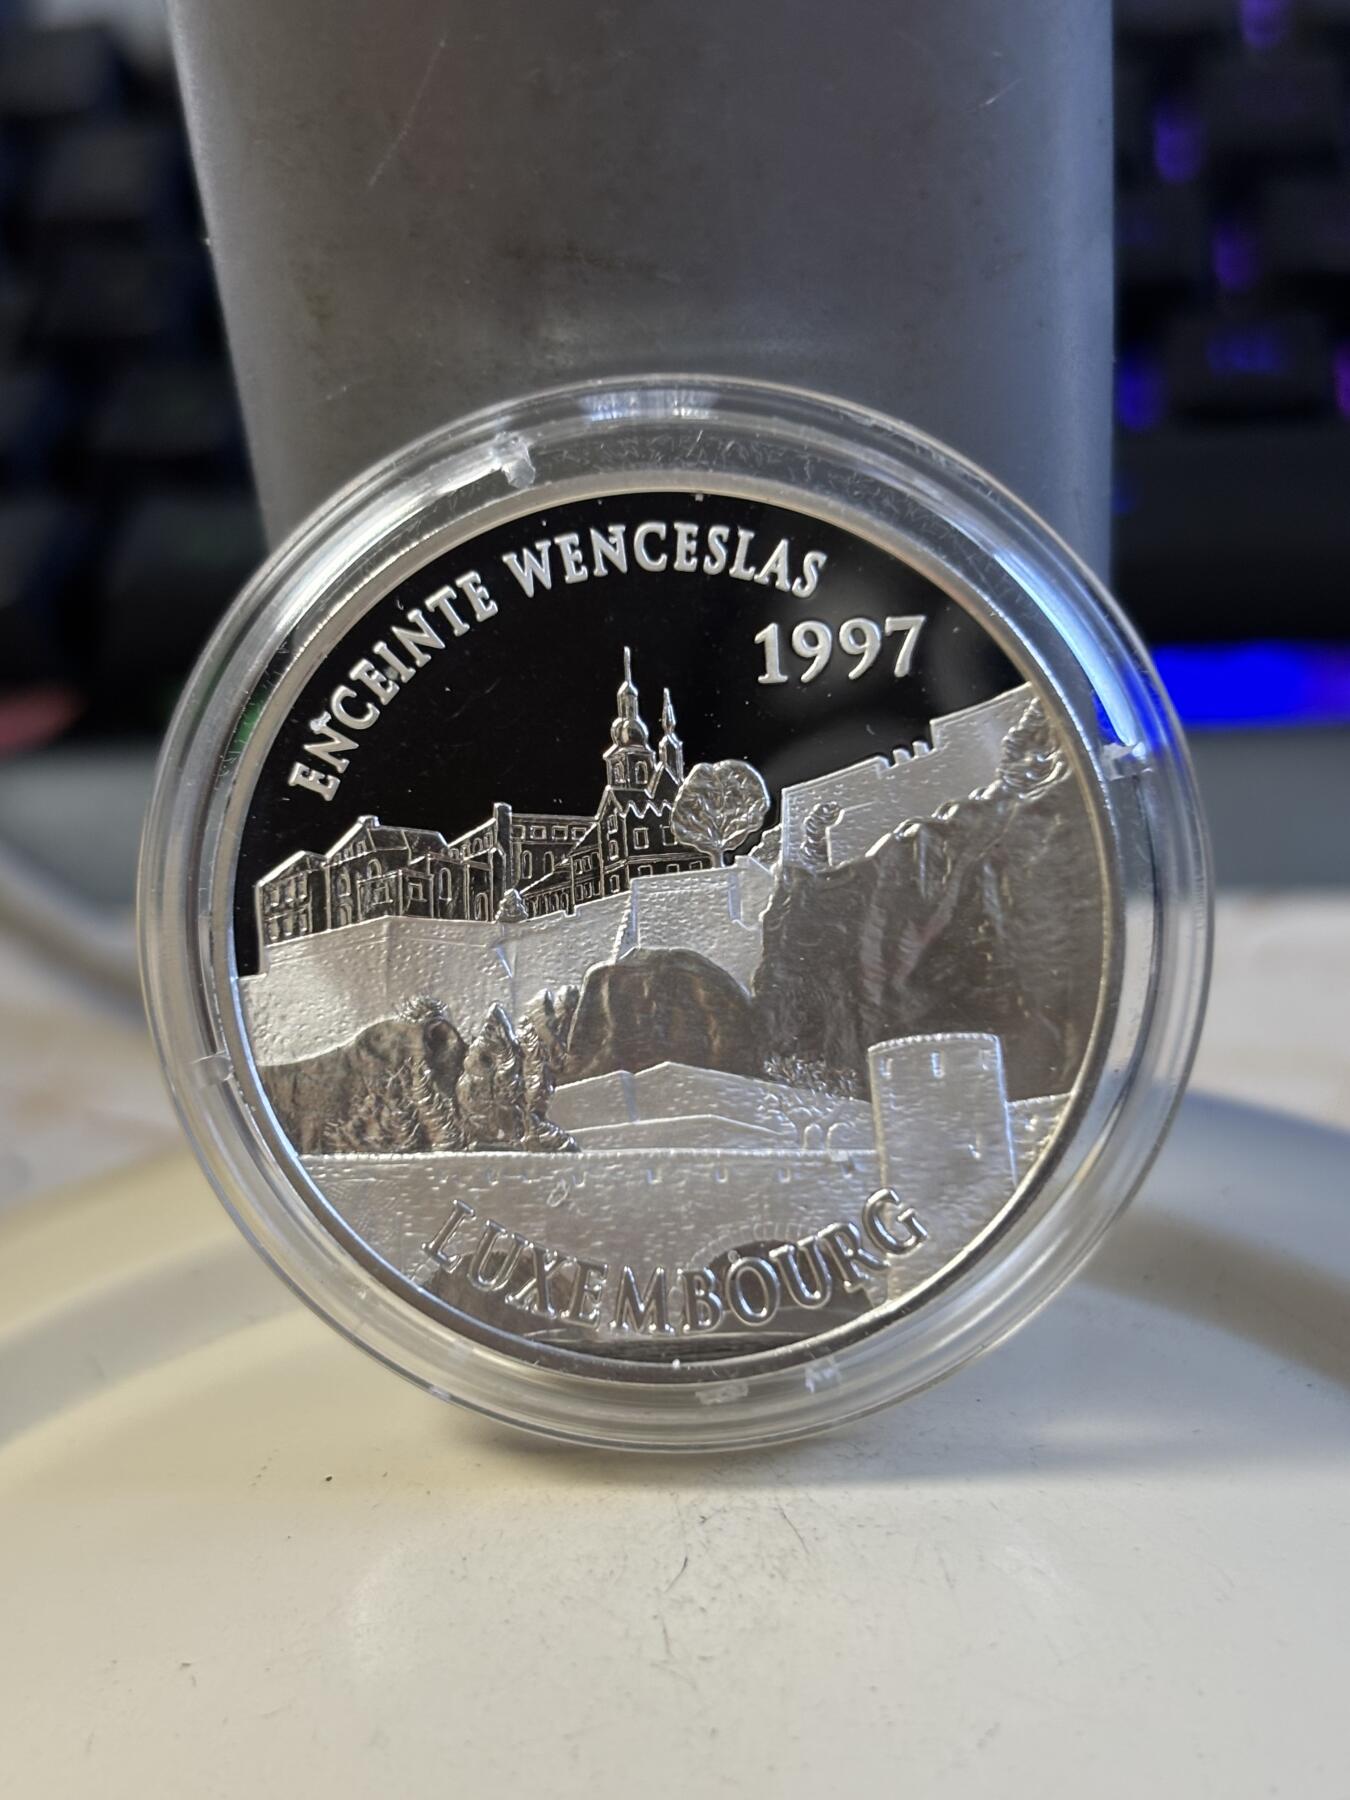 ENCEINTE WENCESLAS
1997
LUXEMBOURG